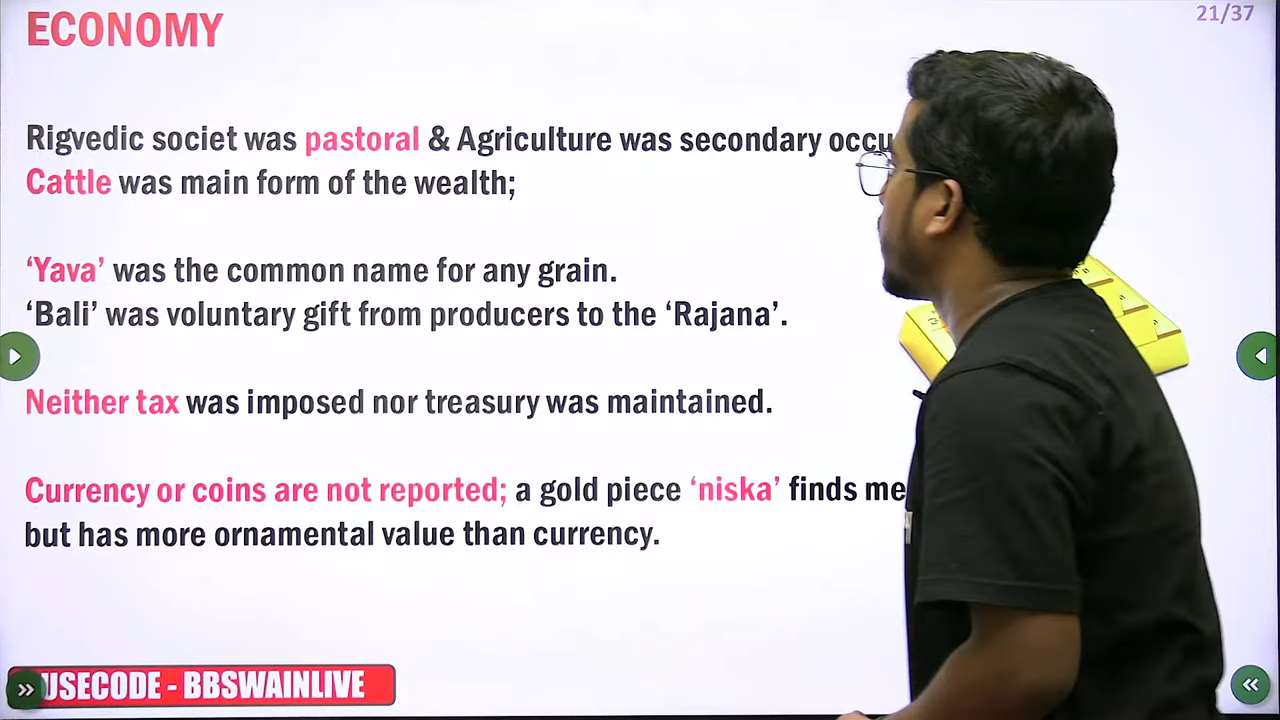 ECONOMY
21/37
Rigvedic societ was pastoral & Agriculture was secondary
Cattle was main form of the wealth;
‘Yava’ was the common name for any grain.
‘Bali’ was voluntary gift from producers to the ‘Rajana’.
Neither tax was imposed nor treasury was maintained.
Currency or coins are not reported; a gold piece ‘niska’ finds
but has more ornamental value than currency.
USECODE - BBSWAINLIVE